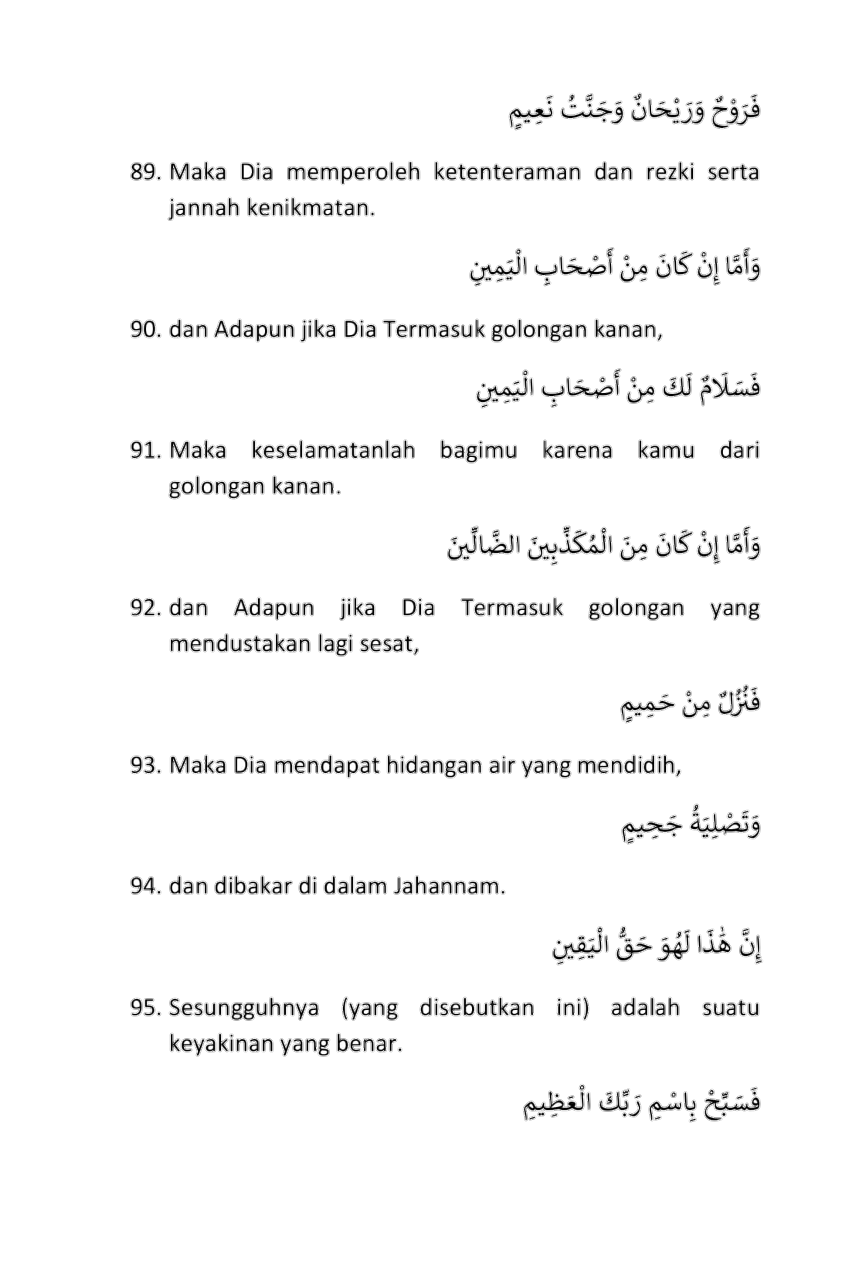 فَرَوْحٌ وَرَيْحَانٌ وَجَنَّتُ نَعِيمٍ
89. Maka Dia memperoleh ketenteraman dan rezki serta
jannah kenikmatan.
وَأَمَّا إِنْ كَانَ مِنْ أَصْحَابِ الْيَمِينِ
90. dan Adapun jika Dia Termasuk golongan kanan,
فَسَلَامٌ لَكَ مِنْ أَصْحَابِ الْيَمِينِ
91. Maka keselamatanlah bagimu karena kamu dari
golongan kanan.
وَأَمَّا إِنْ كَانَ مِنَ الْمُكَذِّبِينَ الضَّالِّينَ
92. dan Adapun jika Dia Termasuk golongan yang
mendustakan lagi sesat,
فَنُزُلٌ مِنْ حَمِيمٍ
93. Maka Dia mendapat hidangan air yang mendidih,
وَتَصْلِيَةُ جَحِيمٍ
94. dan dibakar di dalam Jahannam.
إِنَّ هَٰذَا لَهُوَ حَقُّ الْيَقِينِ
95. Sesungguhnya (yang disebutkan ini) adalah suatu
keyakinan yang benar.
فَسَبِّحْ بِاسْمِ رَبِّكَ الْعَظِيمِ